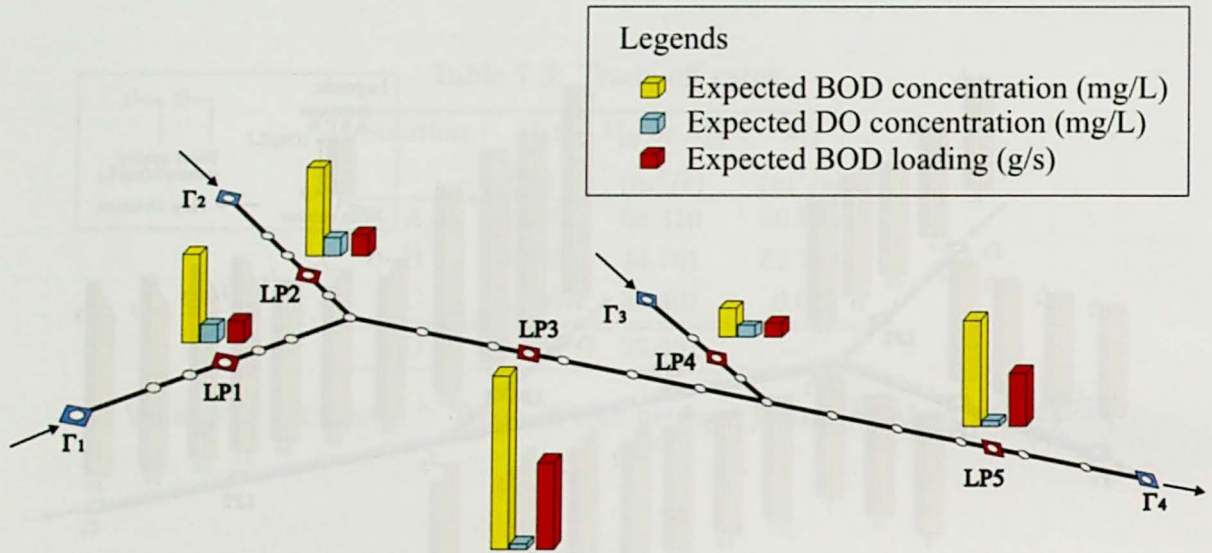 Legends
Expected BOD concentration (mg/L)
Expected DO concentration (mg/L)
Expected BOD loading (g/s)
Γ2
LP2
Γ3
LP3
LP4
LP1
Γ1
LP5
Γ4